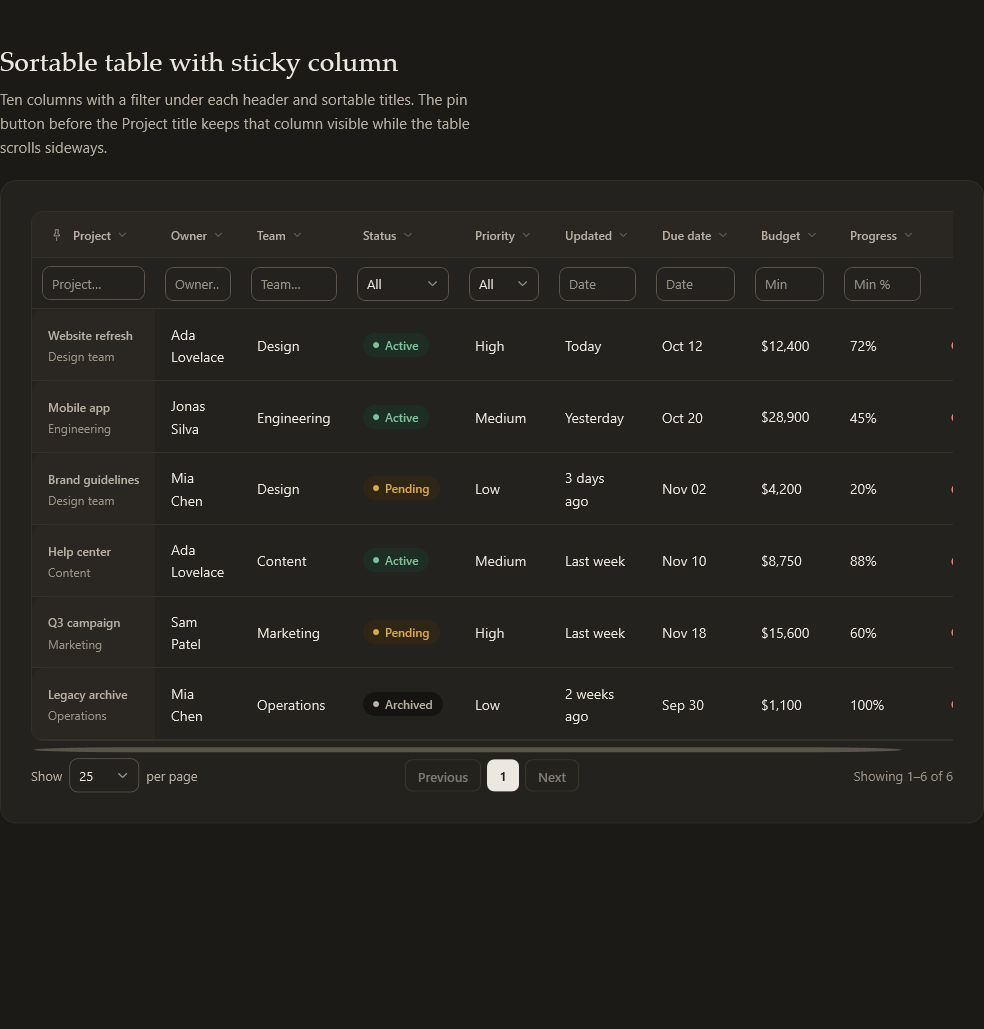 Sortable table with sticky column
Ten columns with a filter under each header and sortable titles. The pin
button before the Project title keeps that column visible while the table
scrolls sideways.
Project Owner Team Status Priority Updated Due date Budget Progress
Project... Owner.. Team... All All Date Date Min Min %
Website refresh
Design team
Ada
Lovelace
Design Active High Today Oct 12 $12,400 72%
Mobile app
Engineering
Jonas
Silva
Engineering Active Medium Yesterday Oct 20 $28,900 45%
Brand guidelines
Design team
Mia
Chen
Design Pending Low
3 days
ago
Nov 02 $4,200 20%
Help center
Content
Ada
Lovelace
Content Active Medium Last week Nov 10 $8,750 88%
Q3 campaign
Marketing
Sam
Patel
Marketing Pending High Last week Nov 18 $15,600 60%
Legacy archive
Operations
Mia
Chen
Operations Archived Low
2 weeks
ago
Sep 30 $1,100 100%
Show 25 per page Previous 1 Next Showing 1–6 of 6